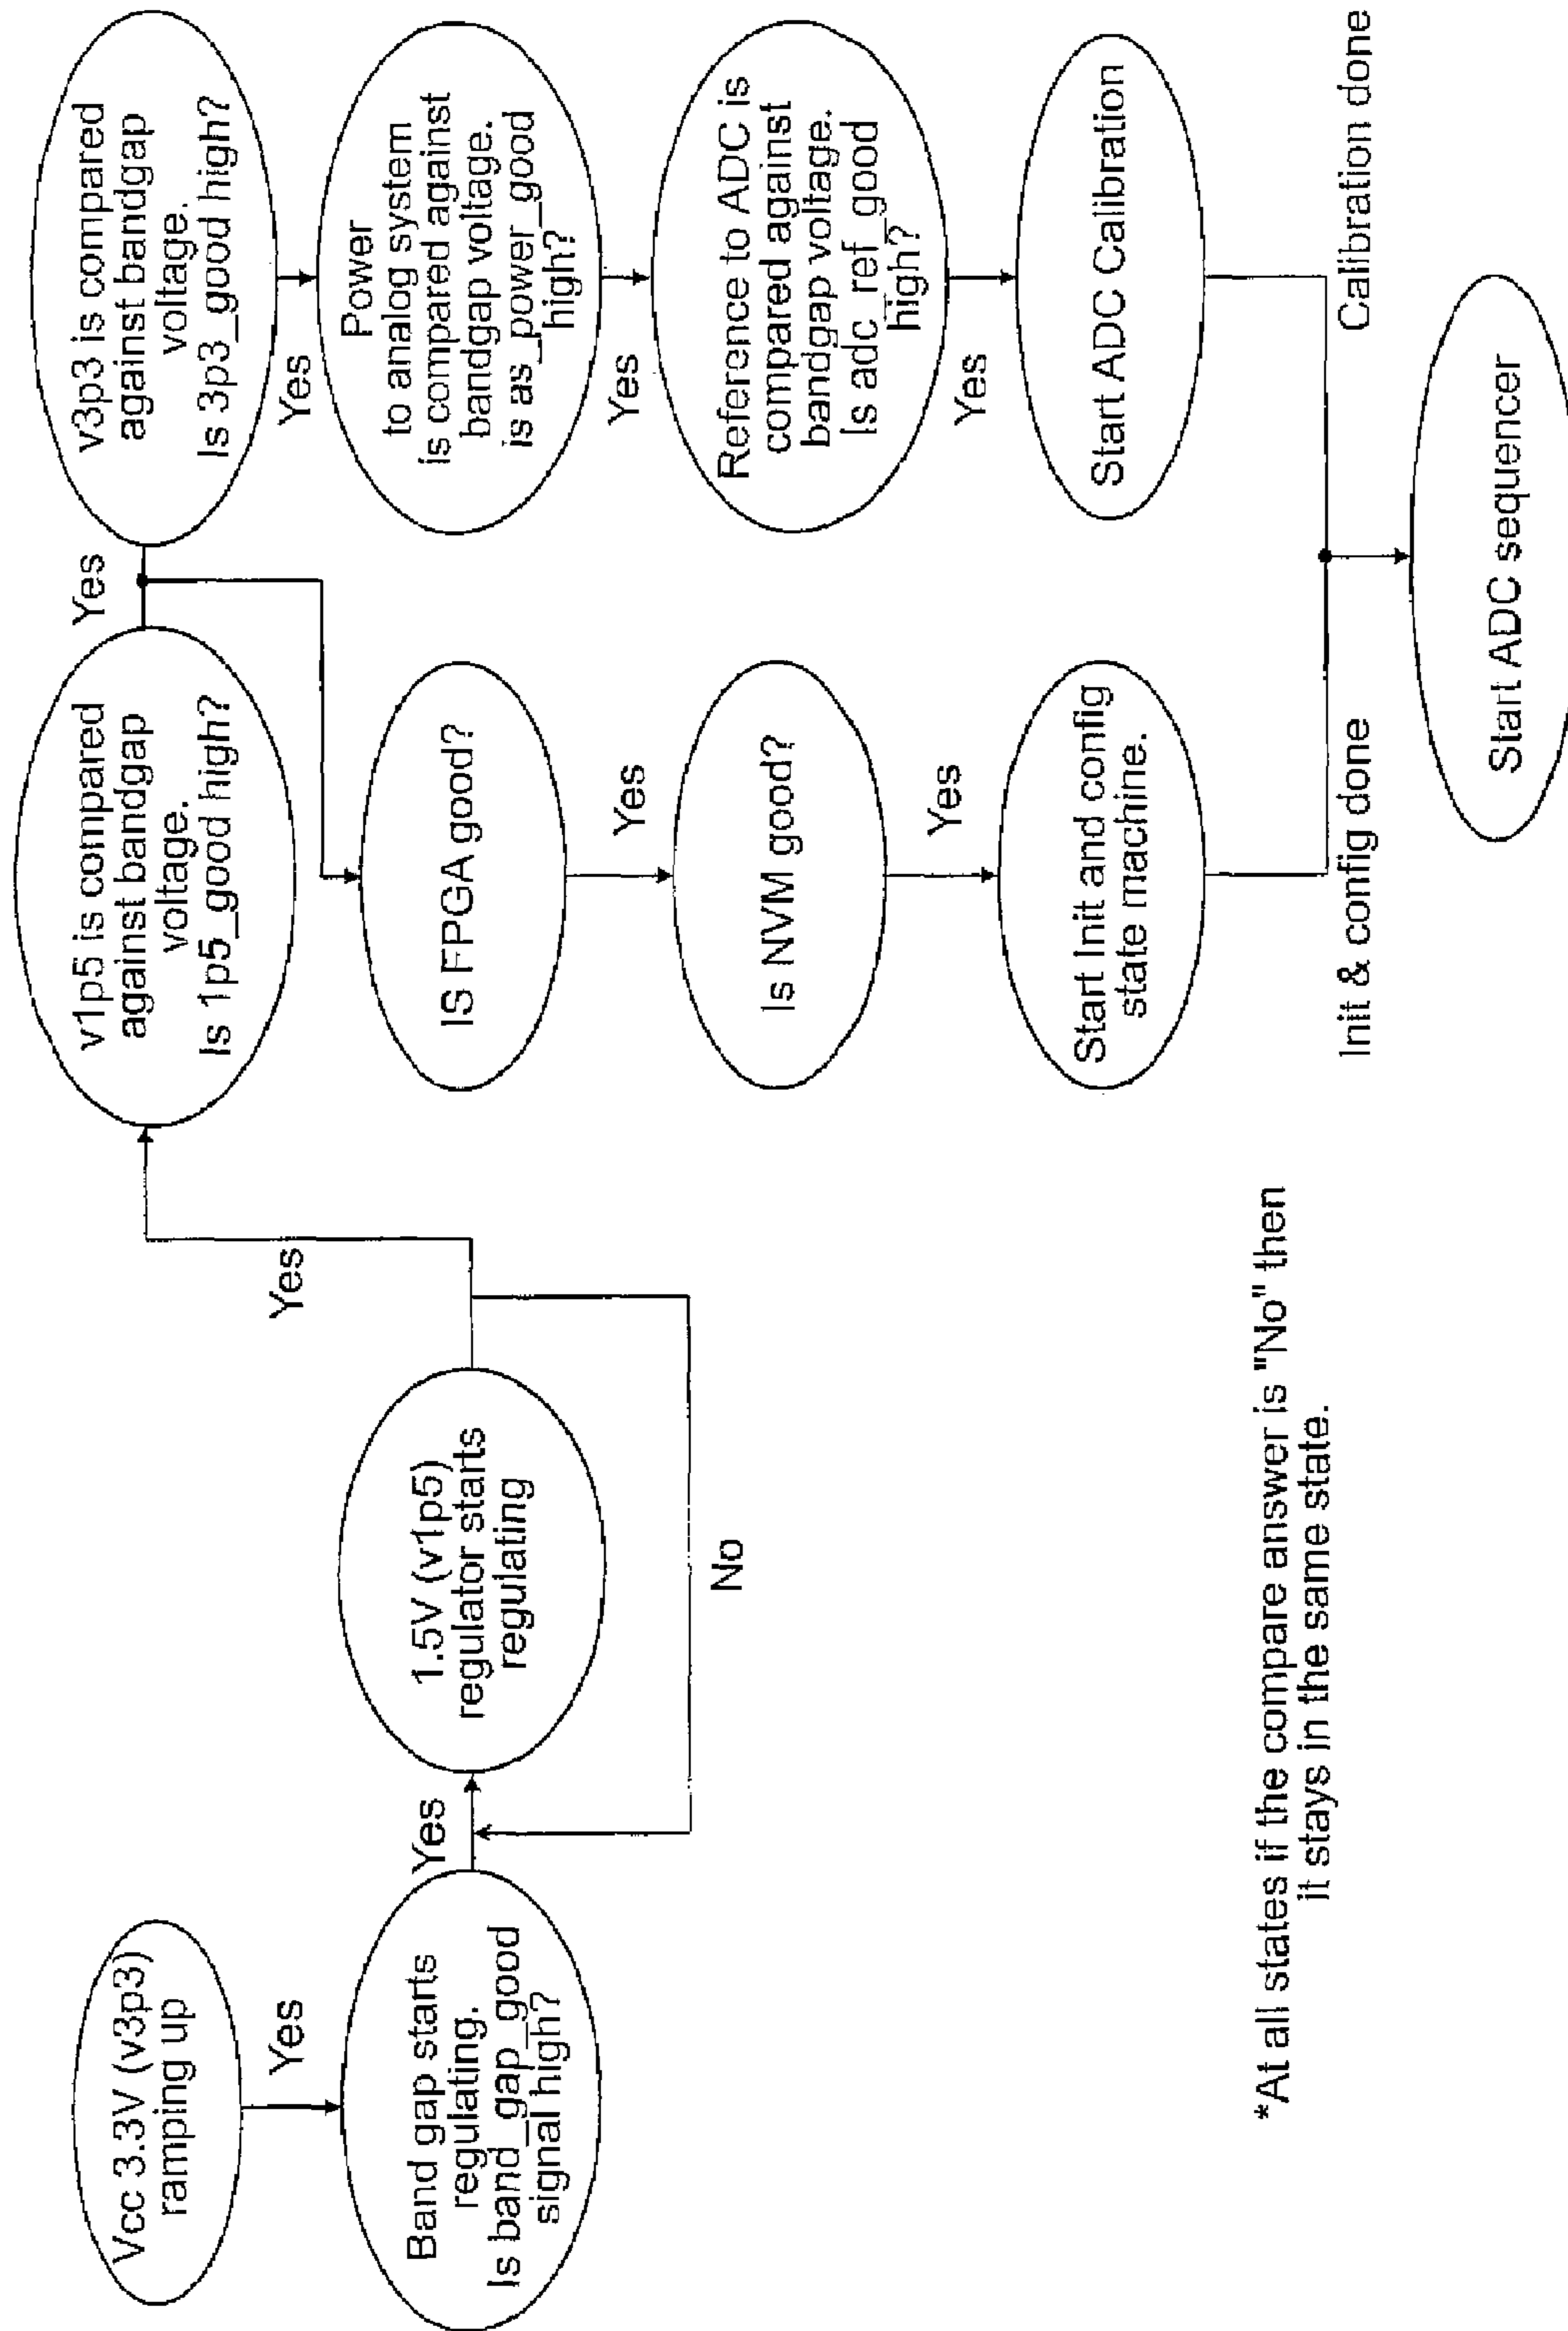 Vcc 3.3V (v3p3)
ramping up
Yes
Band gap starts
regulating.
Is band_gap_good
signal high?
Yes
1.5V (v1p5)
regulator starts
regulating
No
Yes
v1p5 is compared
against bandgap
voltage.
Is 1p5_good high?
Yes
IS FPGA good?
Yes
Is NVM good?
Yes
Start Init and config
state machine.
Init & config done
v3p3 is compared
against bandgap
voltage.
Is 3p3_good high?
Yes
Power
to analog system
is compared against
bandgap voltage.
is as_power_good
high?
Yes
Reference to ADC is
compared against
bandgap voltage.
Is adc_ref_good
high?
Yes
Start ADC Calibration
Calibration done
Start ADC sequencer
*At all states if the compare answer is "No" then
it stays in the same state.